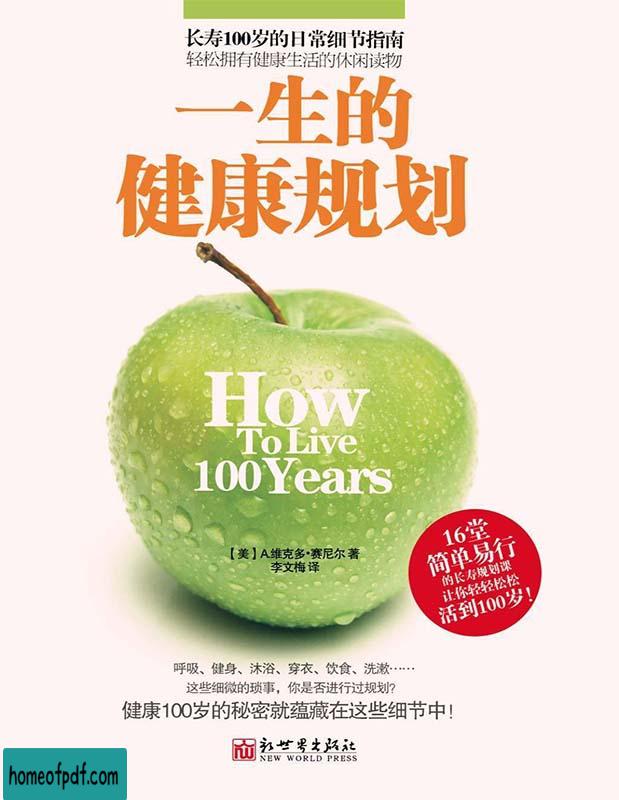 长寿100岁的日常细节指南
轻松拥有健康生活的休闲读物
一生的
健康规划
How
To Live
100 Years
【美】A.维克多·赛尼尔 著
李文梅 译
16堂
简单易行
的长寿规划课
让你轻轻松松
活到100岁！
呼吸、健身、沐浴、穿衣、饮食、洗漱……
这些细微的琐事，你是否进行过规划？
健康100岁的秘密就蕴藏在这些细节中！
新世界出版社
NEW WORLD PRESS
homeofpdf.com